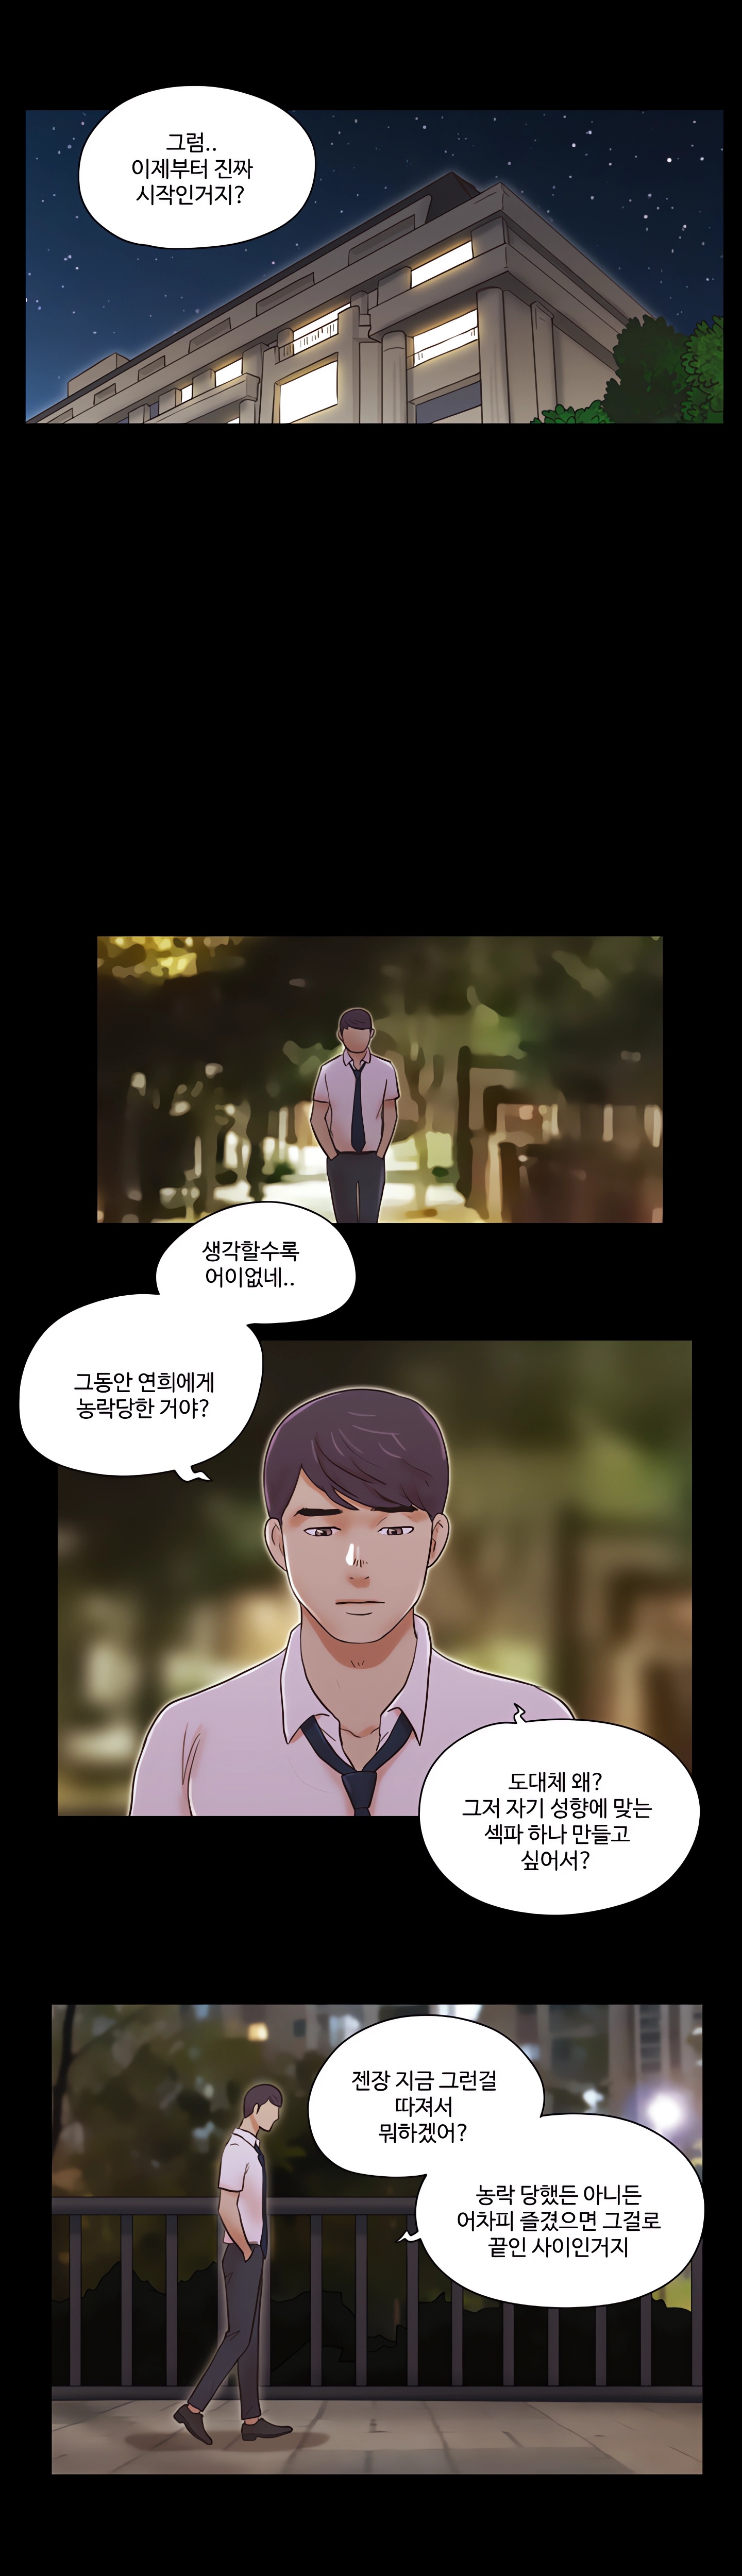 그럼..
이제부터 진짜
시작인거지?
생각할수록
어이없네..
그동안 연희에게
농락당한 거야?
도대체 왜?
그저 자기 성향에 맞는
섹파 하나 만들고
싶어서?
젠장 지금 그런걸
따져서
뭐하겠어?
농락 당했든 아니든
어차피 즐겼으면 그걸로
끝인 사이인거지